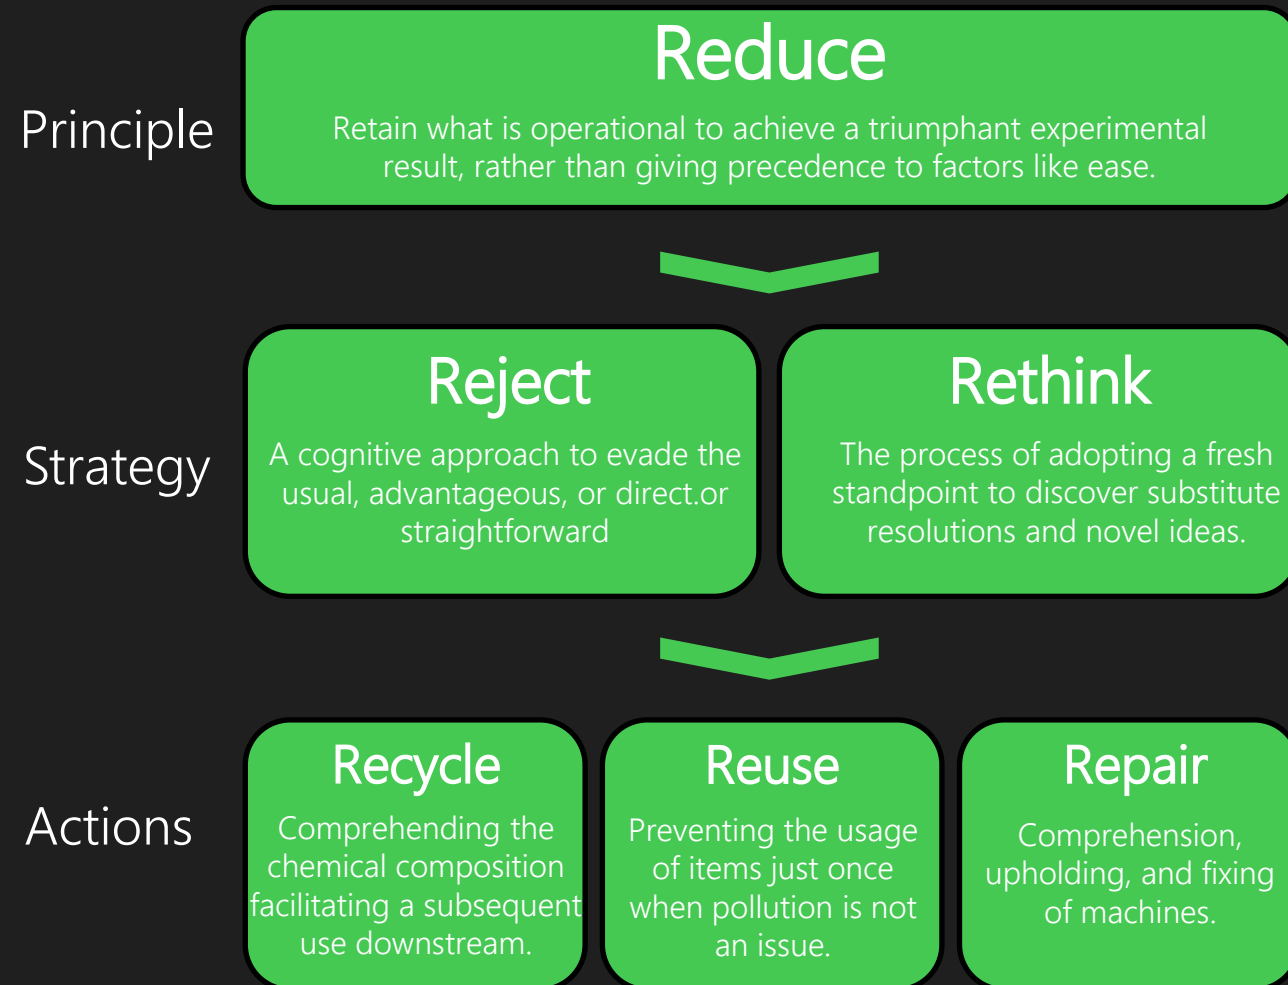 Principle
Reduce
Retain what is operational to achieve a triumphant experimental
result, rather than giving precedence to factors like ease.
Strategy
Reject
A cognitive approach to evade the
usual, advantageous, or direct.or
straightforward
Rethink
The process of adopting a fresh
standpoint to discover substitute
resolutions and novel ideas.
Actions
Recycle
Comprehending the
chemical composition
facilitating a subsequent
use downstream.
Reuse
Preventing the usage
of items just once
when pollution is not
an issue.
Repair
Comprehension,
upholding, and fixing
of machines.